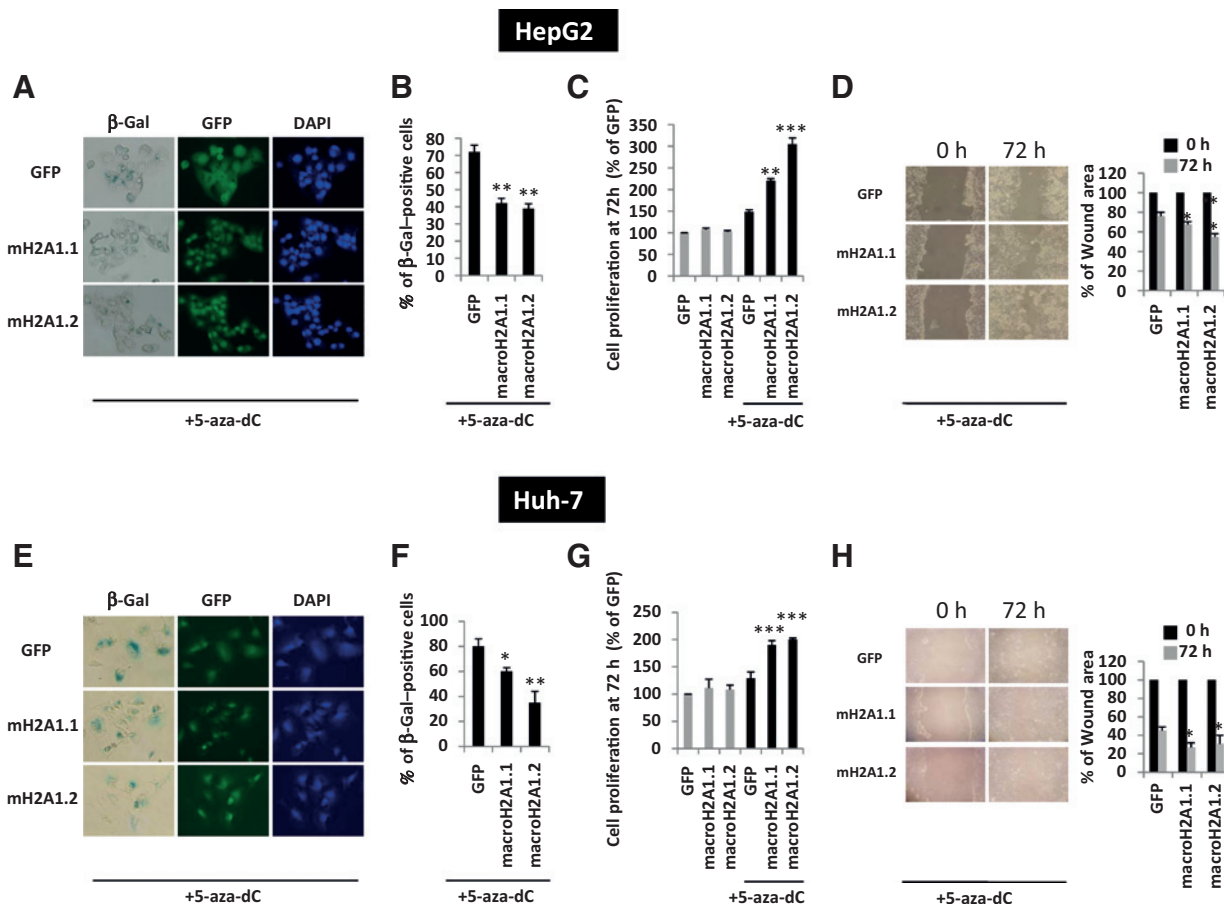 HepG2
A
β-Gal GFP DAPI
GFP
mH2A1.1
mH2A1.2
+5-aza-dC
B
% of β-Gal–positive cells
80
70
60
50
40
30
20
10
0
** **
GFP
macroH2A1.1
macroH2A1.2
+5-aza-dC
C
Cell proliferation at 72h (% of GFP)
350
300
250
200
150
100
50
0
** ***
GFP
macroH2A1.1
macroH2A1.2
GFP
macroH2A1.1
macroH2A1.2
+5-aza-dC
D
0 h 72 h
GFP
mH2A1.1
mH2A1.2
+5-aza-dC
0 h
72 h
% of Wound area
120
100
80
60
40
20
0
* * *
GFP
macroH2A1.1
macroH2A1.2
Huh-7
E
β-Gal GFP DAPI
GFP
mH2A1.1
mH2A1.2
+5-aza-dC
F
% of β-Gal–positive cells
100
80
60
40
20
0
* **
GFP
macroH2A1.1
macroH2A1.2
+5-aza-dC
G
Cell proliferation at 72 h (% of GFP)
250
200
150
100
50
0
*** ***
GFP
macroH2A1.1
macroH2A1.2
GFP
macroH2A1.1
macroH2A1.2
+5-aza-dC
H
0 h 72 h
GFP
mH2A1.1
mH2A1.2
+5-aza-dC
0 h
72 h
% of Wound area
120
100
80
60
40
20
0
* *
GFP
macroH2A1.1
macroH2A1.2